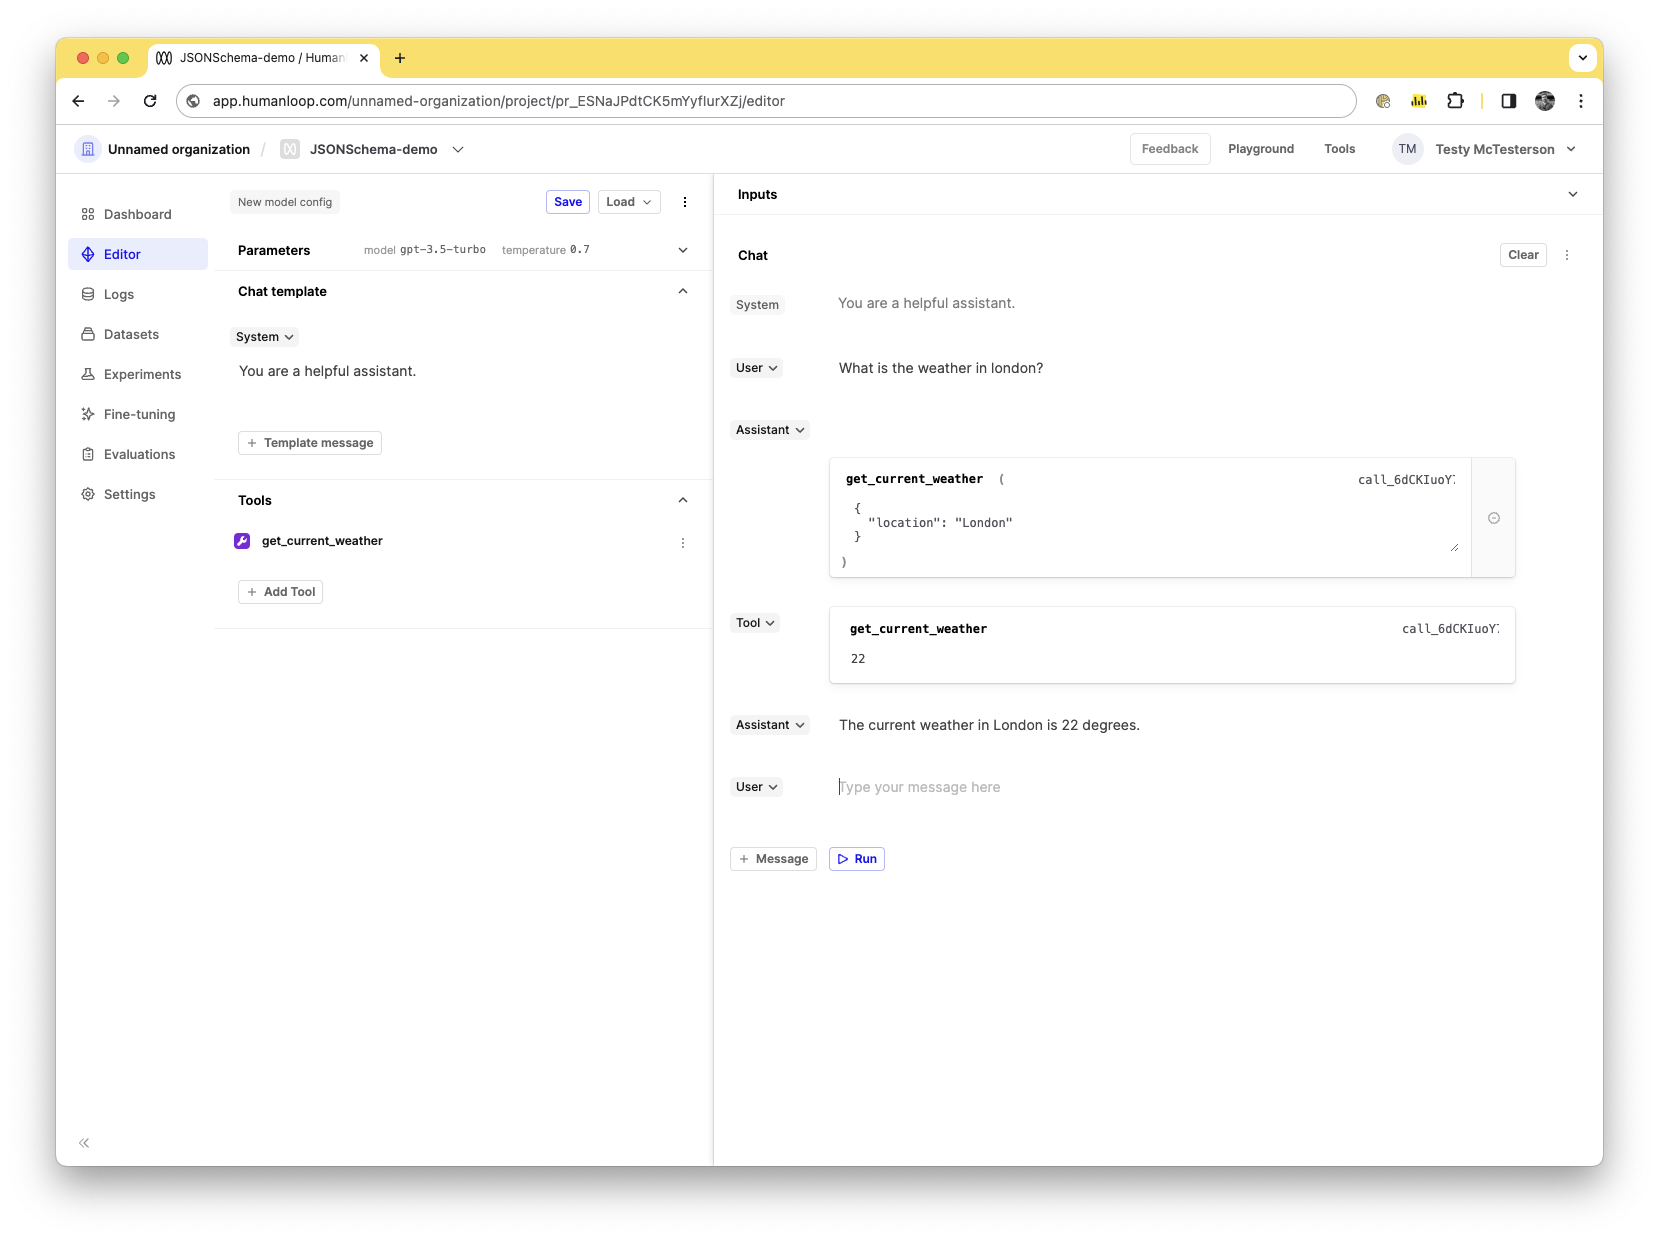 JSONSchema-demo / Human
app.humanloop.com/unnamed-organization/project/pr_ESNaJPdtCK5mYyflurXZj/editor
Unnamed organization / JSONSchema-demo
Feedback Playground Tools TM Testy McTesterson
Dashboard
Editor
Logs
Datasets
Experiments
Fine-tuning
Evaluations
Settings
New model config Save Load
Parameters model gpt-3.5-turbo temperature 0.7
Chat template
System
You are a helpful assistant.
+ Template message
Tools
get_current_weather
+ Add Tool
Inputs
Chat Clear
System You are a helpful assistant.
User What is the weather in london?
Assistant
get_current_weather ( call_6dCKIuoY
{
"location": "London"
}
)
Tool get_current_weather call_6dCKIuoY
22
Assistant The current weather in London is 22 degrees.
User Type your message here
+ Message Run